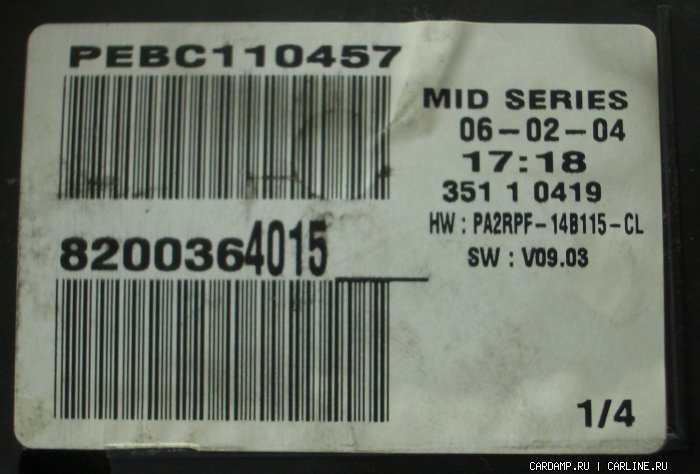 PEBC110457
MID SERIES
06-02-04
17:18
351 1 0419
HW : PA2RPF-14B115-CL
SW : V09.03
8200364015
1/4
CARDAMP.RU | CARLINE.RU